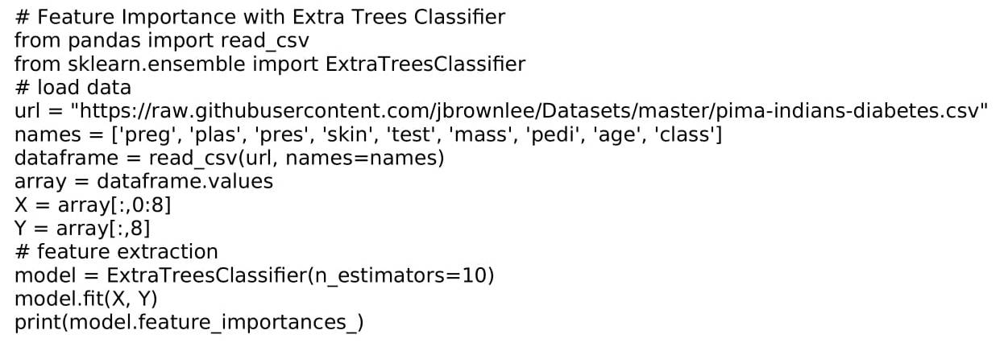 # Feature Importance with Extra Trees Classifier
from pandas import read_csv
from sklearn.ensemble import ExtraTreesClassifier
# load data
url = "https://raw.githubusercontent.com/jbrownlee/Datasets/master/pima-indians-diabetes.csv"
names = ['preg', 'plas', 'pres', 'skin', 'test', 'mass', 'pedi', 'age', 'class']
dataframe = read_csv(url, names=names)
array = dataframe.values
X = array[:,0:8]
Y = array[:,8]
# feature extraction
model = ExtraTreesClassifier(n_estimators=10)
model.fit(X, Y)
print(model.feature_importances_)